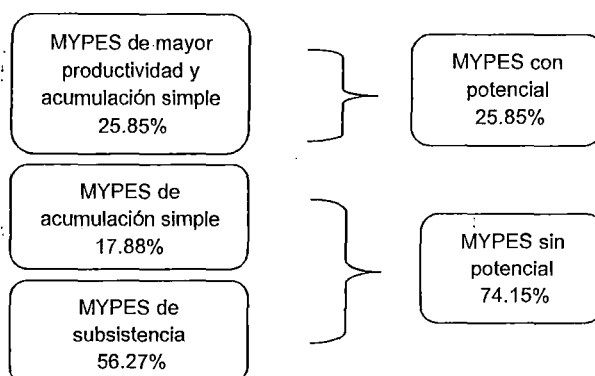 MYPES de mayor
productividad y
acumulación simple
25.85%
MYPES con
potencial
25.85%
MYPES de
acumulación simple
17.88%
MYPES de
subsistencia
56.27%
MYPES sin
potencial
74.15%